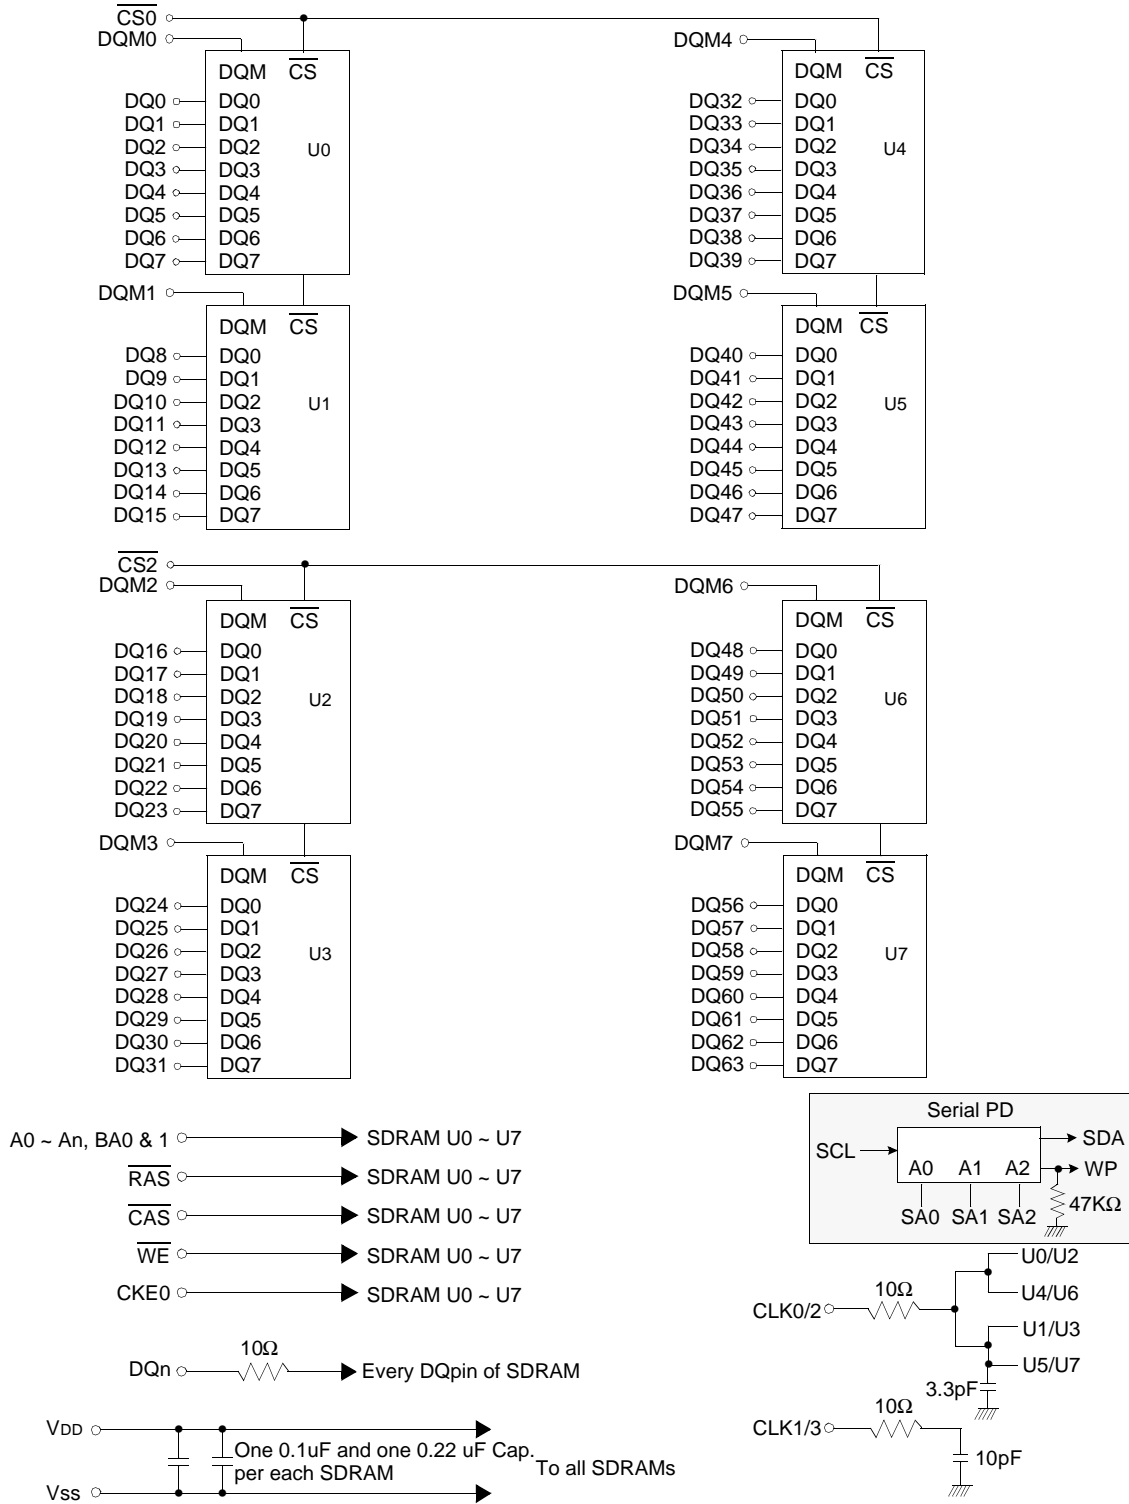 CS0
DQM0
DQM CS
DQ0 DQ0
DQ1 DQ1
DQ2 DQ2
U0
DQ3 DQ3
DQ4 DQ4
DQ5 DQ5
DQ6 DQ6
DQ7 DQ7
DQM4
DQM CS
DQ32 DQ0
DQ33 DQ1
DQ34 DQ2
U4
DQ35 DQ3
DQ36 DQ4
DQ37 DQ5
DQ38 DQ6
DQ39 DQ7
DQM1
DQM CS
DQ8 DQ0
DQ9 DQ1
DQ10 DQ2
U1
DQ11 DQ3
DQ12 DQ4
DQ13 DQ5
DQ14 DQ6
DQ15 DQ7
DQM5
DQM CS
DQ40 DQ0
DQ41 DQ1
DQ42 DQ2
U5
DQ43 DQ3
DQ44 DQ4
DQ45 DQ5
DQ46 DQ6
DQ47 DQ7
CS2
DQM2
DQM CS
DQ16 DQ0
DQ17 DQ1
DQ18 DQ2
U2
DQ19 DQ3
DQ20 DQ4
DQ21 DQ5
DQ22 DQ6
DQ23 DQ7
DQM6
DQM CS
DQ48 DQ0
DQ49 DQ1
DQ50 DQ2
U6
DQ51 DQ3
DQ52 DQ4
DQ53 DQ5
DQ54 DQ6
DQ55 DQ7
DQM3
DQM CS
DQ24 DQ0
DQ25 DQ1
DQ26 DQ2
U3
DQ27 DQ3
DQ28 DQ4
DQ29 DQ5
DQ30 DQ6
DQ31 DQ7
DQM7
DQM CS
DQ56 DQ0
DQ57 DQ1
DQ58 DQ2
U7
DQ59 DQ3
DQ60 DQ4
DQ61 DQ5
DQ62 DQ6
DQ63 DQ7
A0 ~ An, BA0 & 1 SDRAM U0 ~ U7
RAS SDRAM U0 ~ U7
CAS SDRAM U0 ~ U7
WE SDRAM U0 ~ U7
CKE0 SDRAM U0 ~ U7
10Ω
DQn Every DQpin of SDRAM
VDD
One 0.1uF and one 0.22 uF Cap.
per each SDRAM
To all SDRAMs
Vss
Serial PD
SCL SDA
A0 A1 A2 WP
SA0 SA1 SA2 47KΩ
U0/U2
10Ω
U4/U6
CLK0/2
U1/U3
U5/U7
3.3pF
10Ω
CLK1/3
10pF